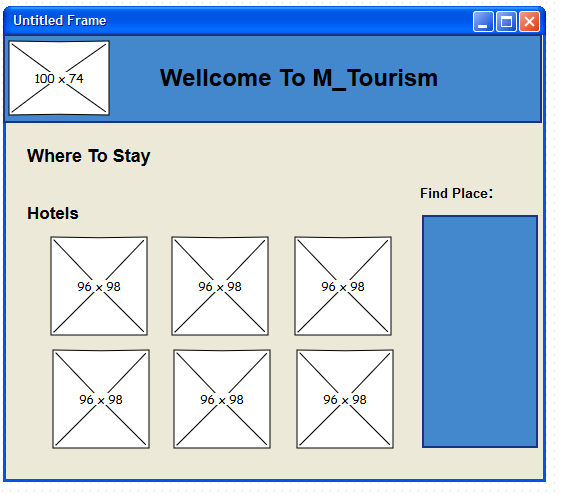 Untitled Frame
100 x 74
Wellcome To M_Tourism
Where To Stay
Find Place:
Hotels
96 x 98
96 x 98
96 x 98
96 x 98
96 x 98
96 x 98